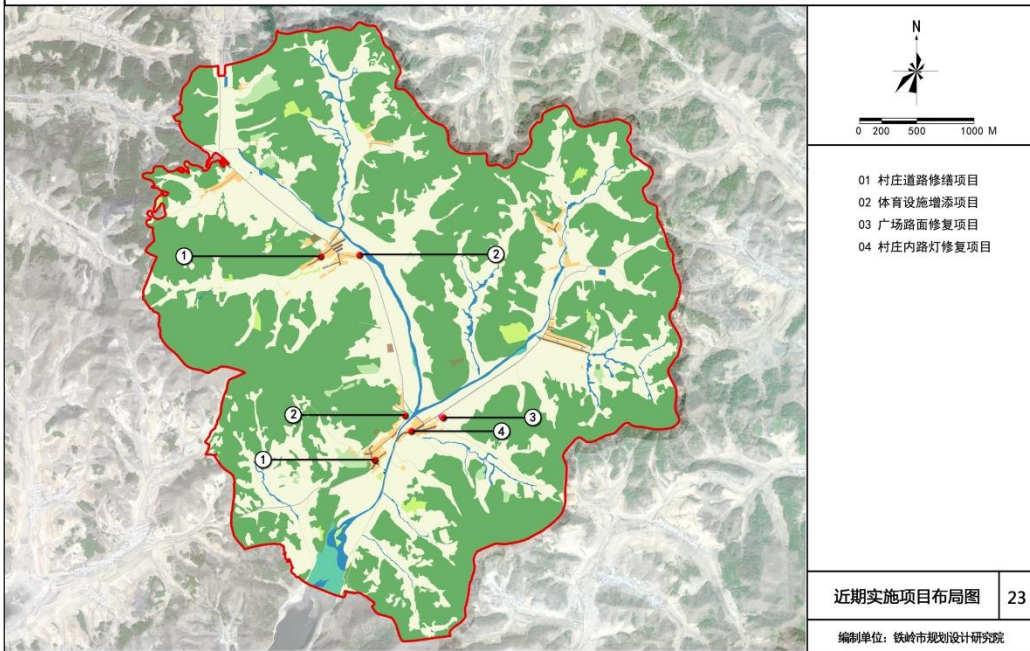 N
0 200 500 1000 M
01 村庄道路修缮项目
02 体育设施增添项目
03 广场路面修复项目
04 村庄内路灯修复项目
1
2
2
3
4
1
近期实施项目布局图 23
编制单位：铁岭市规划设计研究院